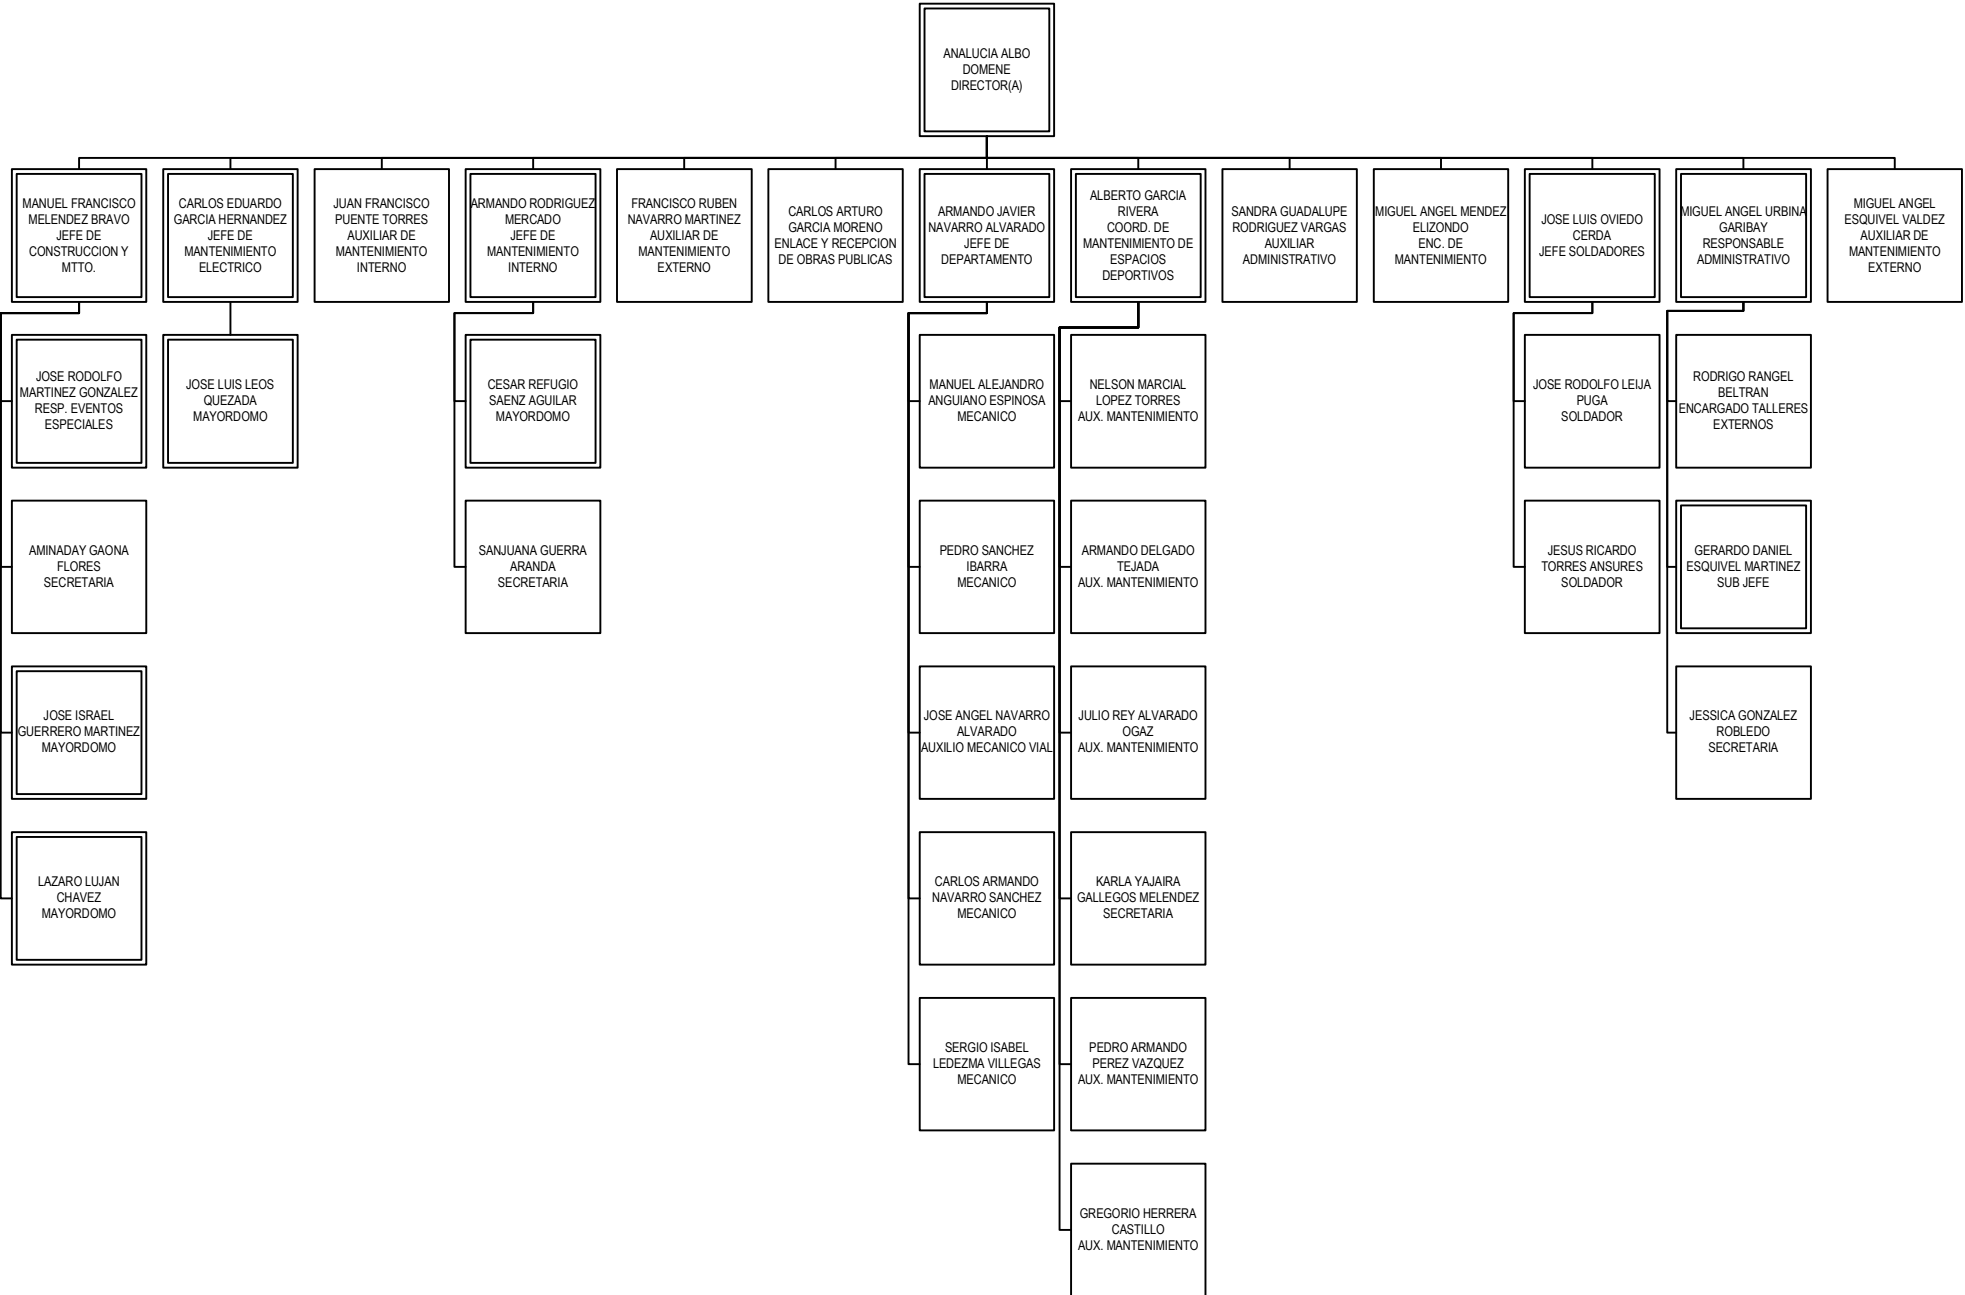 ANALUCIA ALBO
DOMENE
DIRECTOR(A)
MANUEL FRANCISCO
MELENDEZ BRAVO
JEFE DE
CONSTRUCCION Y
MTTO.
CARLOS EDUARDO
GARCIA HERNANDEZ
JEFE DE
MANTENIMIENTO
ELECTRICO
JUAN FRANCISCO
PUENTE TORRES
AUXILIAR DE
MANTENIMIENTO
INTERNO
ARMANDO RODRIGUEZ
MERCADO
JEFE DE
MANTENIMIENTO
INTERNO
FRANCISCO RUBEN
NAVARRO MARTINEZ
AUXILIAR DE
MANTENIMIENTO
EXTERNO
CARLOS ARTURO
GARCIA MORENO
ENLACE Y RECEPCION
DE OBRAS PUBLICAS
ARMANDO JAVIER
NAVARRO ALVARADO
JEFE DE
DEPARTAMENTO
ALBERTO GARCIA
RIVERA
COORD. DE
MANTENIMIENTO DE
ESPACIOS
DEPORTIVOS
SANDRA GUADALUPE
RODRIGUEZ VARGAS
AUXILIAR
ADMINISTRATIVO
MIGUEL ANGEL MENDEZ
ELIZONDO
ENC. DE
MANTENIMIENTO
JOSE LUIS OVIEDO
CERDA
JEFE SOLDADORES
MIGUEL ANGEL URBINA
GARIBAY
RESPONSABLE
ADMINISTRATIVO
MIGUEL ANGEL
ESQUIVEL VALDEZ
AUXILIAR DE
MANTENIMIENTO
EXTERNO
JOSE RODOLFO
MARTINEZ GONZALEZ
RESP. EVENTOS
ESPECIALES
JOSE LUIS LEOS
QUEZADA
MAYORDOMO
CESAR REFUGIO
SAENZ AGUILAR
MAYORDOMO
MANUEL ALEJANDRO
ANGUIANO ESPINOSA
MECANICO
NELSON MARCIAL
LOPEZ TORRES
AUX. MANTENIMIENTO
JOSE RODOLFO LEIJA
PUGA
SOLDADOR
RODRIGO RANGEL
BELTRAN
ENCARGADO TALLERES
EXTERNOS
AMINADAY GAONA
FLORES
SECRETARIA
SANJUANA GUERRA
ARANDA
SECRETARIA
PEDRO SANCHEZ
IBARRA
MECANICO
ARMANDO DELGADO
TEJADA
AUX. MANTENIMIENTO
JESUS RICARDO
TORRES ANSURES
SOLDADOR
GERARDO DANIEL
ESQUIVEL MARTINEZ
SUB JEFE
JOSE ISRAEL
GUERRERO MARTINEZ
MAYORDOMO
JOSE ANGEL NAVARRO
ALVARADO
AUXILIO MECANICO VIAL
JULIO REY ALVARADO
OGAZ
AUX. MANTENIMIENTO
JESSICA GONZALEZ
ROBLEDO
SECRETARIA
LAZARO LUJAN
CHAVEZ
MAYORDOMO
CARLOS ARMANDO
NAVARRO SANCHEZ
MECANICO
KARLA YAJAIRA
GALLEGOS MELENDEZ
SECRETARIA
SERGIO ISABEL
LEDEZMA VILLEGAS
MECANICO
PEDRO ARMANDO
PEREZ VAZQUEZ
AUX. MANTENIMIENTO
GREGORIO HERRERA
CASTILLO
AUX. MANTENIMIENTO